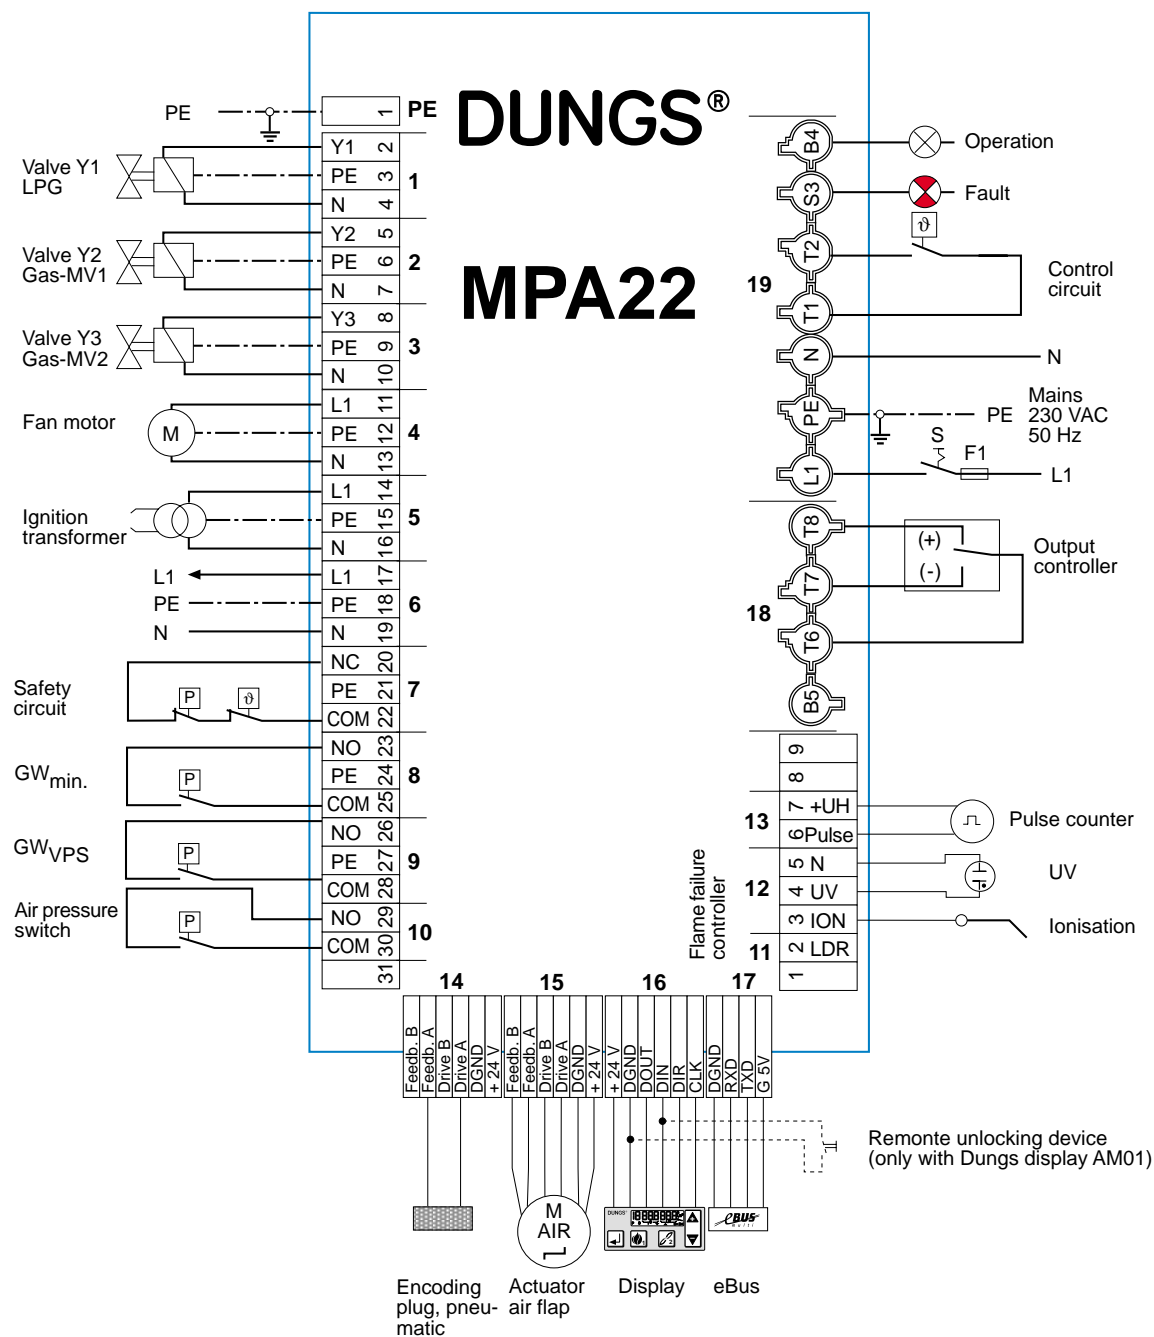 DUNGS®
MPA22
PE 1 PE
Valve Y1
LPG
Y1 2
PE 3
N 4
1
Valve Y2
Gas-MV1
Y2 5
PE 6
N 7
2
Valve Y3
Gas-MV2
Y3 8
PE 9
N 10
3
Fan motor
M
L1 11
PE 12
N 13
4
Ignition
transformer
L1 14
PE 15
N 16
5
L1 L1 17
PE PE 18
N N 19
6
Safety
circuit
P ϑ
NC 20
PE 21
COM 22
7
GWmin.
P
NO 23
PE 24
COM 25
8
GWVPS
P
NO 26
PE 27
COM 28
9
Air pressure
switch
P
NO 29
COM 30
10
31
19
B4 Operation
S3 Fault
ϑ
T2
T1
Control
circuit
N N
PE PE
Mains
230 VAC
50 Hz
L1 S F1 L1
18
T8
T7
T6
B5
(+)
(-)
Output
controller
9
8
13
7 +UH
6 Pulse
Pulse counter
12
5 N
4 UV
UV
3 ION
Ionisation
11
2 LDR
1
Flame failure
controller
14
Feedb. B
Feedb. A
Drive B
Drive A
DGND
+ 24 V
15
Feedb. B
Feedb. A
Drive B
Drive A
DGND
+ 24 V
16
+ 24 V
DGND
DOUT
DIN
DIR
CLK
17
DGND
RXD
TXD
G 5V
Remonte unlocking device
(only with Dungs display AM01)
M
AIR
DUNGS
eBUS
Encoding
plug, pneu-
matic
Actuator
air flap
Display
eBus